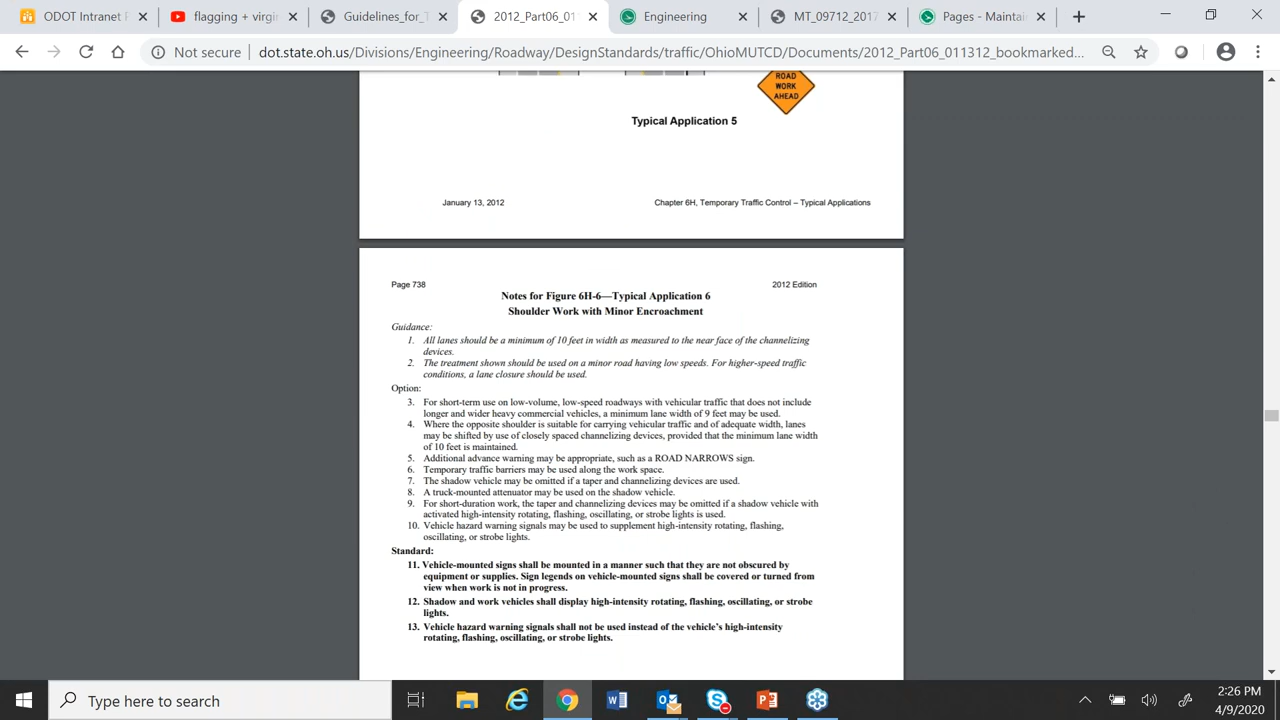 ODOT Intranet P
flagging + virgin
Guidelines_for_T
2012_Part06_011
Engineering
MT_09712_2017
Pages - Maintai
Not secure
dot.state.oh.us/Divisions/Engineering/Roadway/DesignStandards/traffic/OhioMUTCD/Documents/2012_Part06_011312_bookmarked...
ROAD
WORK
AHEAD
Typical Application 5
January 13, 2012
Chapter 6H, Temporary Traffic Control – Typical Applications
Page 738
2012 Edition
Notes for Figure 6H-6—Typical Application 6
Shoulder Work with Minor Encroachment
Guidance:
1. All lanes should be a minimum of 10 feet in width as measured to the near face of the channelizing
devices.
2. The treatment shown should be used on a minor road having low speeds. For higher-speed traffic
conditions, a lane closure should be used.
Option:
3. For short-term use on low-volume, low-speed roadways with vehicular traffic that does not include
longer and wider heavy commercial vehicles, a minimum lane width of 9 feet may be used.
4. Where the opposite shoulder is suitable for carrying vehicular traffic and of adequate width, lanes
may be shifted by use of closely spaced channelizing devices, provided that the minimum lane width
of 10 feet is maintained.
5. Additional advance warning may be appropriate, such as a ROAD NARROWS sign.
6. Temporary traffic barriers may be used along the work space.
7. The shadow vehicle may be omitted if a taper and channelizing devices are used.
8. A truck-mounted attenuator may be used on the shadow vehicle.
9. For short-duration work, the taper and channelizing devices may be omitted if a shadow vehicle with
activated high-intensity rotating, flashing, oscillating, or strobe lights is used.
10. Vehicle hazard warning signals may be used to supplement high-intensity rotating, flashing,
oscillating, or strobe lights.
Standard:
11. Vehicle-mounted signs shall be mounted in a manner such that they are not obscured by
equipment or supplies. Sign legends on vehicle-mounted signs shall be covered or turned from
view when work is not in progress.
12. Shadow and work vehicles shall display high-intensity rotating, flashing, oscillating, or strobe
lights.
13. Vehicle hazard warning signals shall not be used instead of the vehicle's high-intensity
rotating, flashing, oscillating, or strobe lights.
Type here to search
2:26 PM
4/9/2020